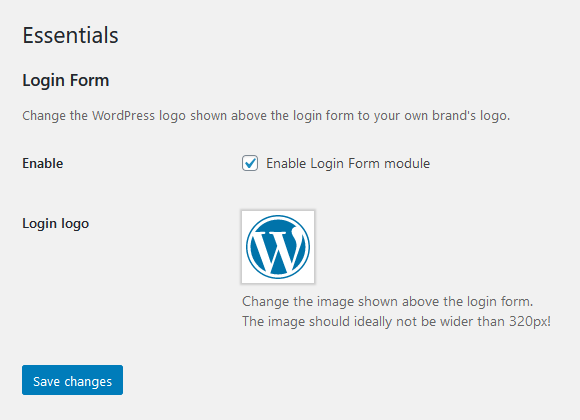 Essentials
Login Form
Change the WordPress logo shown above the login form to your own brand's logo.
Enable
Enable Login Form module
Login logo
Change the image shown above the login form.
The image should ideally not be wider than 320px!
Save changes